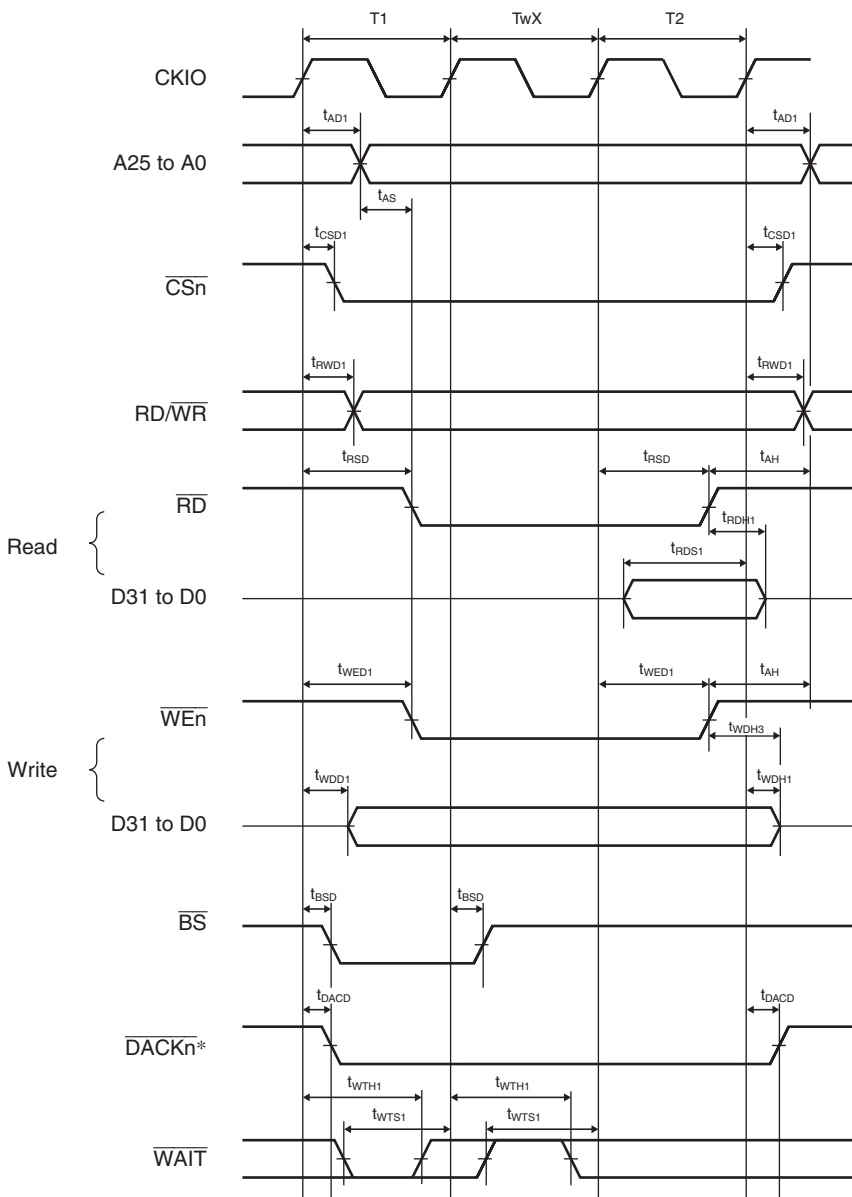 T1 TwX T2
CKIO
tAD1 tAD1
A25 to A0
tAS
tCSD1 tCSD1
CSn
tRWD1 tRWD1
RD/WR
tRSD tRSD tAH
RD
tRDH1
Read
tRDS1
D31 to D0
tWED1 tWED1 tAH
WEn
tWDH3
Write
tWDD1 tWDH1
D31 to D0
tBSD tBSD
BS
tDACD tDACD
DACKn*
tWTH1 tWTH1
tWTS1 tWTS1
WAIT